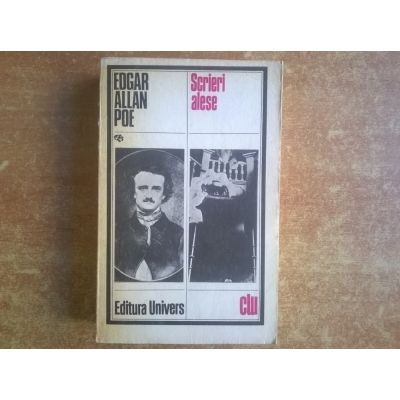 EDGAR
ALLAN
POE
Scrieri
alese
Editura Univers
clu